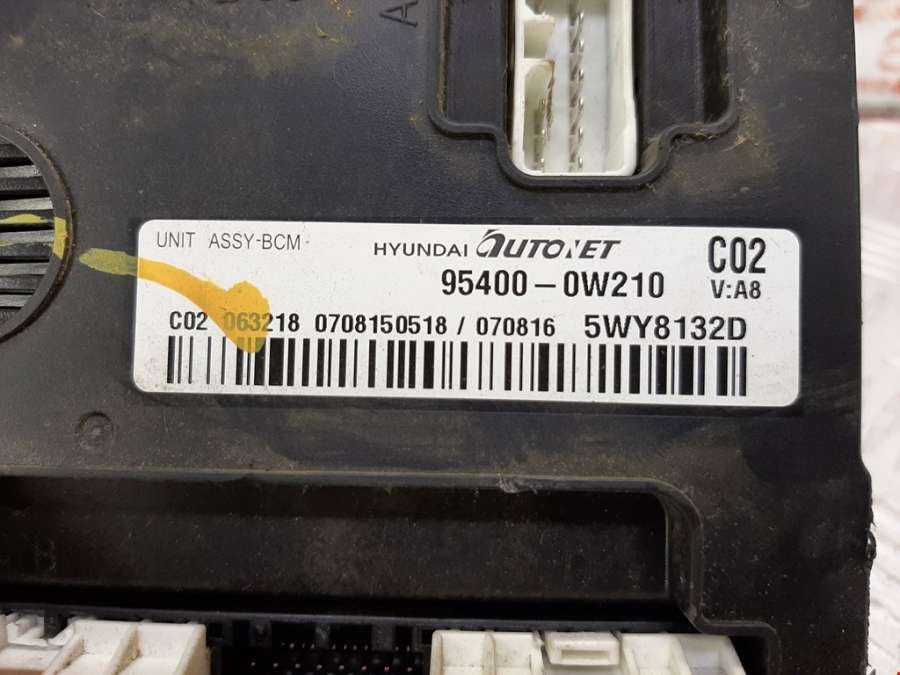 A
UNIT ASSY-BCM
HYUNDAI AUTONET
C02
95400-0W210
V:A8
C02 063218 0708150518 / 070816 5WY8132D